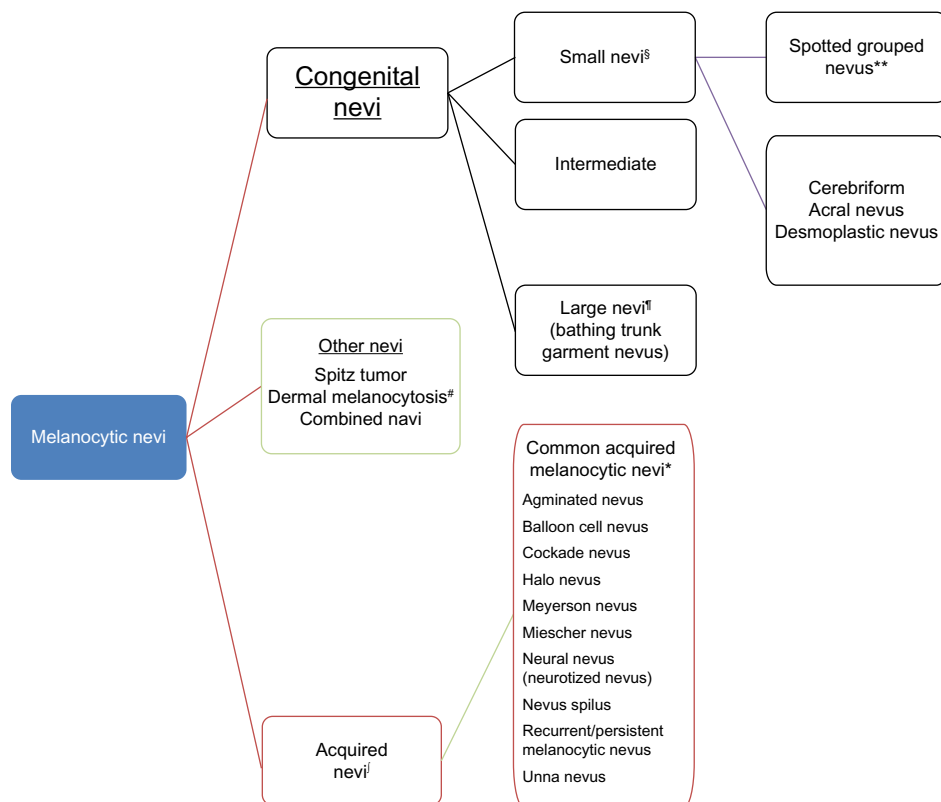 Melanocytic nevi
Congenital
nevi
Small nevi§
Intermediate
Large nevi¶
(bathing trunk
garment nevus)
Spotted grouped
nevus**
Cerebriform
Acral nevus
Desmoplastic nevus
Other nevi
Spitz tumor
Dermal melanocytosis#
Combined navi
Acquired
nevi∫
Common acquired
melanocytic nevi*
Agminated nevus
Balloon cell nevus
Cockade nevus
Halo nevus
Meyerson nevus
Miescher nevus
Neural nevus
(neurotized nevus)
Nevus spilus
Recurrent/persistent
melanocytic nevus
Unna nevus